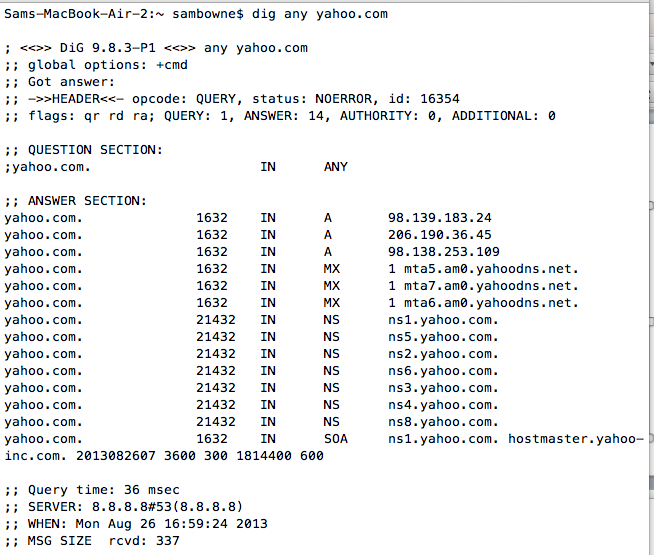 Sams-MacBook-Air-2:~ sambowne$ dig any yahoo.com
; <<>> DiG 9.8.3-P1 <<>> any yahoo.com
;; global options: +cmd
;; Got answer:
;; ->>HEADER<<- opcode: QUERY, status: NOERROR, id: 16354
;; flags: qr rd ra; QUERY: 1, ANSWER: 14, AUTHORITY: 0, ADDITIONAL: 0
;; QUESTION SECTION:
;yahoo.com. IN ANY
;; ANSWER SECTION:
yahoo.com. 1632 IN A 98.139.183.24
yahoo.com. 1632 IN A 206.190.36.45
yahoo.com. 1632 IN A 98.138.253.109
yahoo.com. 1632 IN MX 1 mta5.am0.yahoodns.net.
yahoo.com. 1632 IN MX 1 mta7.am0.yahoodns.net.
yahoo.com. 1632 IN MX 1 mta6.am0.yahoodns.net.
yahoo.com. 21432 IN NS ns1.yahoo.com.
yahoo.com. 21432 IN NS ns5.yahoo.com.
yahoo.com. 21432 IN NS ns2.yahoo.com.
yahoo.com. 21432 IN NS ns6.yahoo.com.
yahoo.com. 21432 IN NS ns3.yahoo.com.
yahoo.com. 21432 IN NS ns4.yahoo.com.
yahoo.com. 21432 IN NS ns8.yahoo.com.
yahoo.com. 1632 IN SOA ns1.yahoo.com. hostmaster.yahoo-
inc.com. 2013082607 3600 300 1814400 600
;; Query time: 36 msec
;; SERVER: 8.8.8.8#53(8.8.8.8)
;; WHEN: Mon Aug 26 16:59:24 2013
;; MSG SIZE rcvd: 337